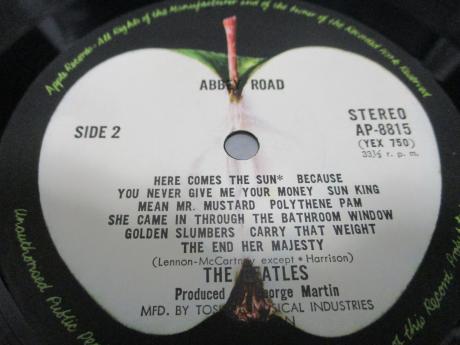 Apple Records - All Rights of the Manufacturer and of the Owner of the Recorded Work Reserved
ABBEY ROAD
SIDE 2
STEREO
AP-8815
(YEX 750)
33⅓ r. p. m.
HERE COMES THE SUN* BECAUSE
YOU NEVER GIVE ME YOUR MONEY SUN KING
MEAN MR. MUSTARD POLYTHENE PAM
SHE CAME IN THROUGH THE BATHROOM WINDOW
GOLDEN SLUMBERS CARRY THAT WEIGHT
THE END HER MAJESTY
(Lennon-McCartney except * Harrison)
THE BEATLES
Produced George Martin
MFD. BY MUSICAL INDUSTRIES
Unauthorised Public
of this Record